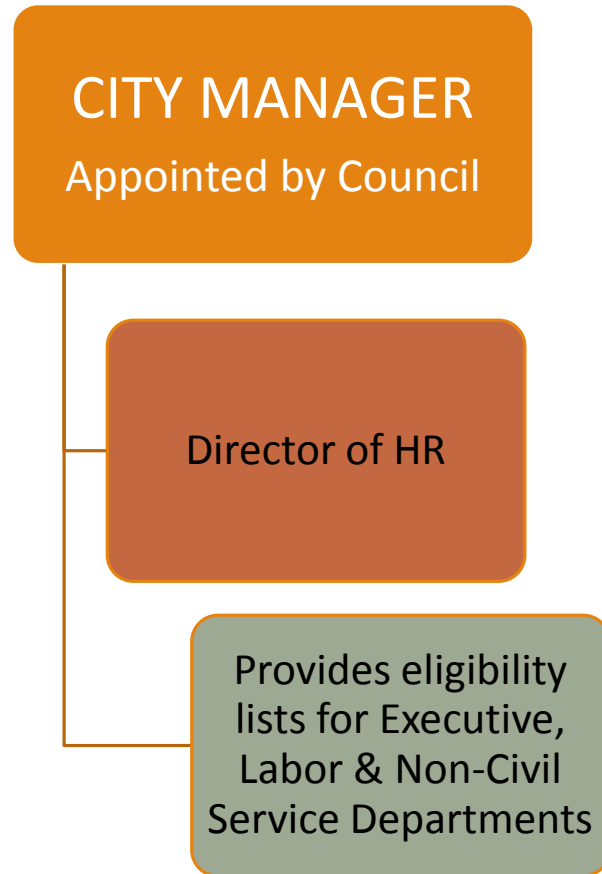 CITY MANAGER
Appointed by Council
Director of HR
Provides eligibility
lists for Executive,
Labor & Non-Civil
Service Departments